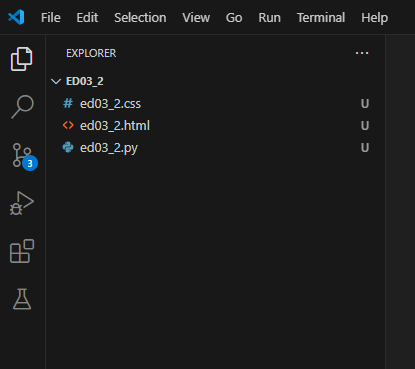 File Edit Selection View Go Run Terminal Help
EXPLORER ...
ED03_2
# ed03_2.css U
<> ed03_2.html U
ed03_2.py U
3